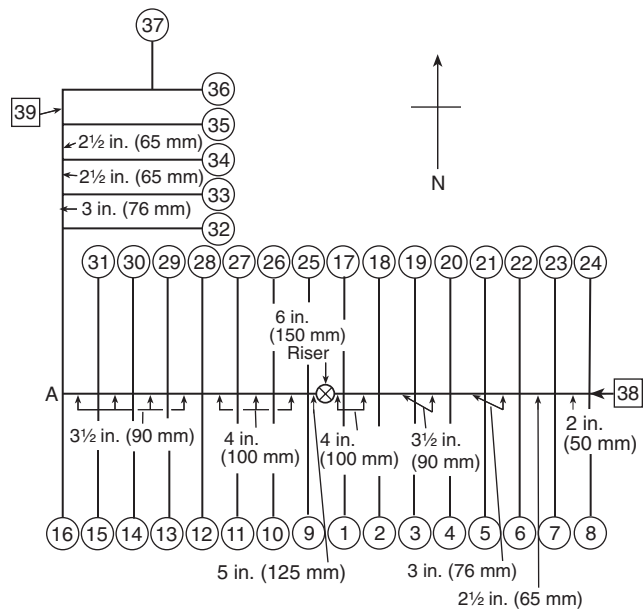 37
36
39
35
2½ in. (65 mm)
34
2½ in. (65 mm)
33
3 in. (76 mm)
32
N
31 30 29 28 27 26 25 17 18 19 20 21 22 23 24
6 in.
(150 mm)
Riser
A
38
3½ in. (90 mm)
4 in.
(100 mm)
4 in.
(100 mm)
3½ in.
(90 mm)
2 in.
(50 mm)
16 15 14 13 12 11 10 9 1 2 3 4 5 6 7 8
5 in. (125 mm)
3 in. (76 mm)
2½ in. (65 mm)